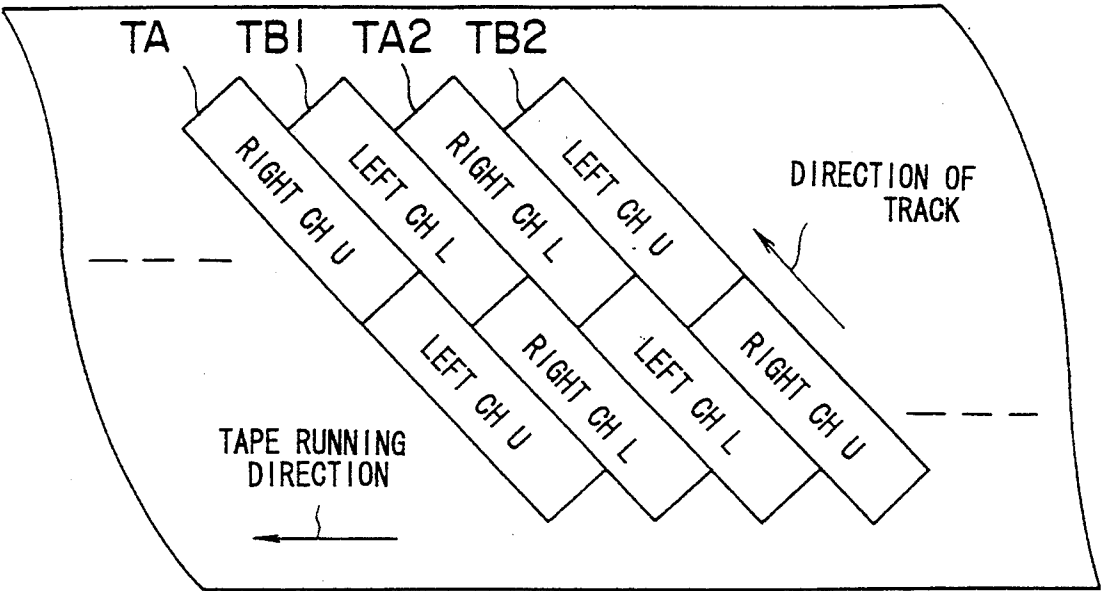 TA TB1 TA2 TB2
RIGHT CH U
LEFT CH L
RIGHT CH L
LEFT CH U
DIRECTION OF
TRACK
LEFT CH U
RIGHT CH L
LEFT CH L
RIGHT CH U
TAPE RUNNING
DIRECTION